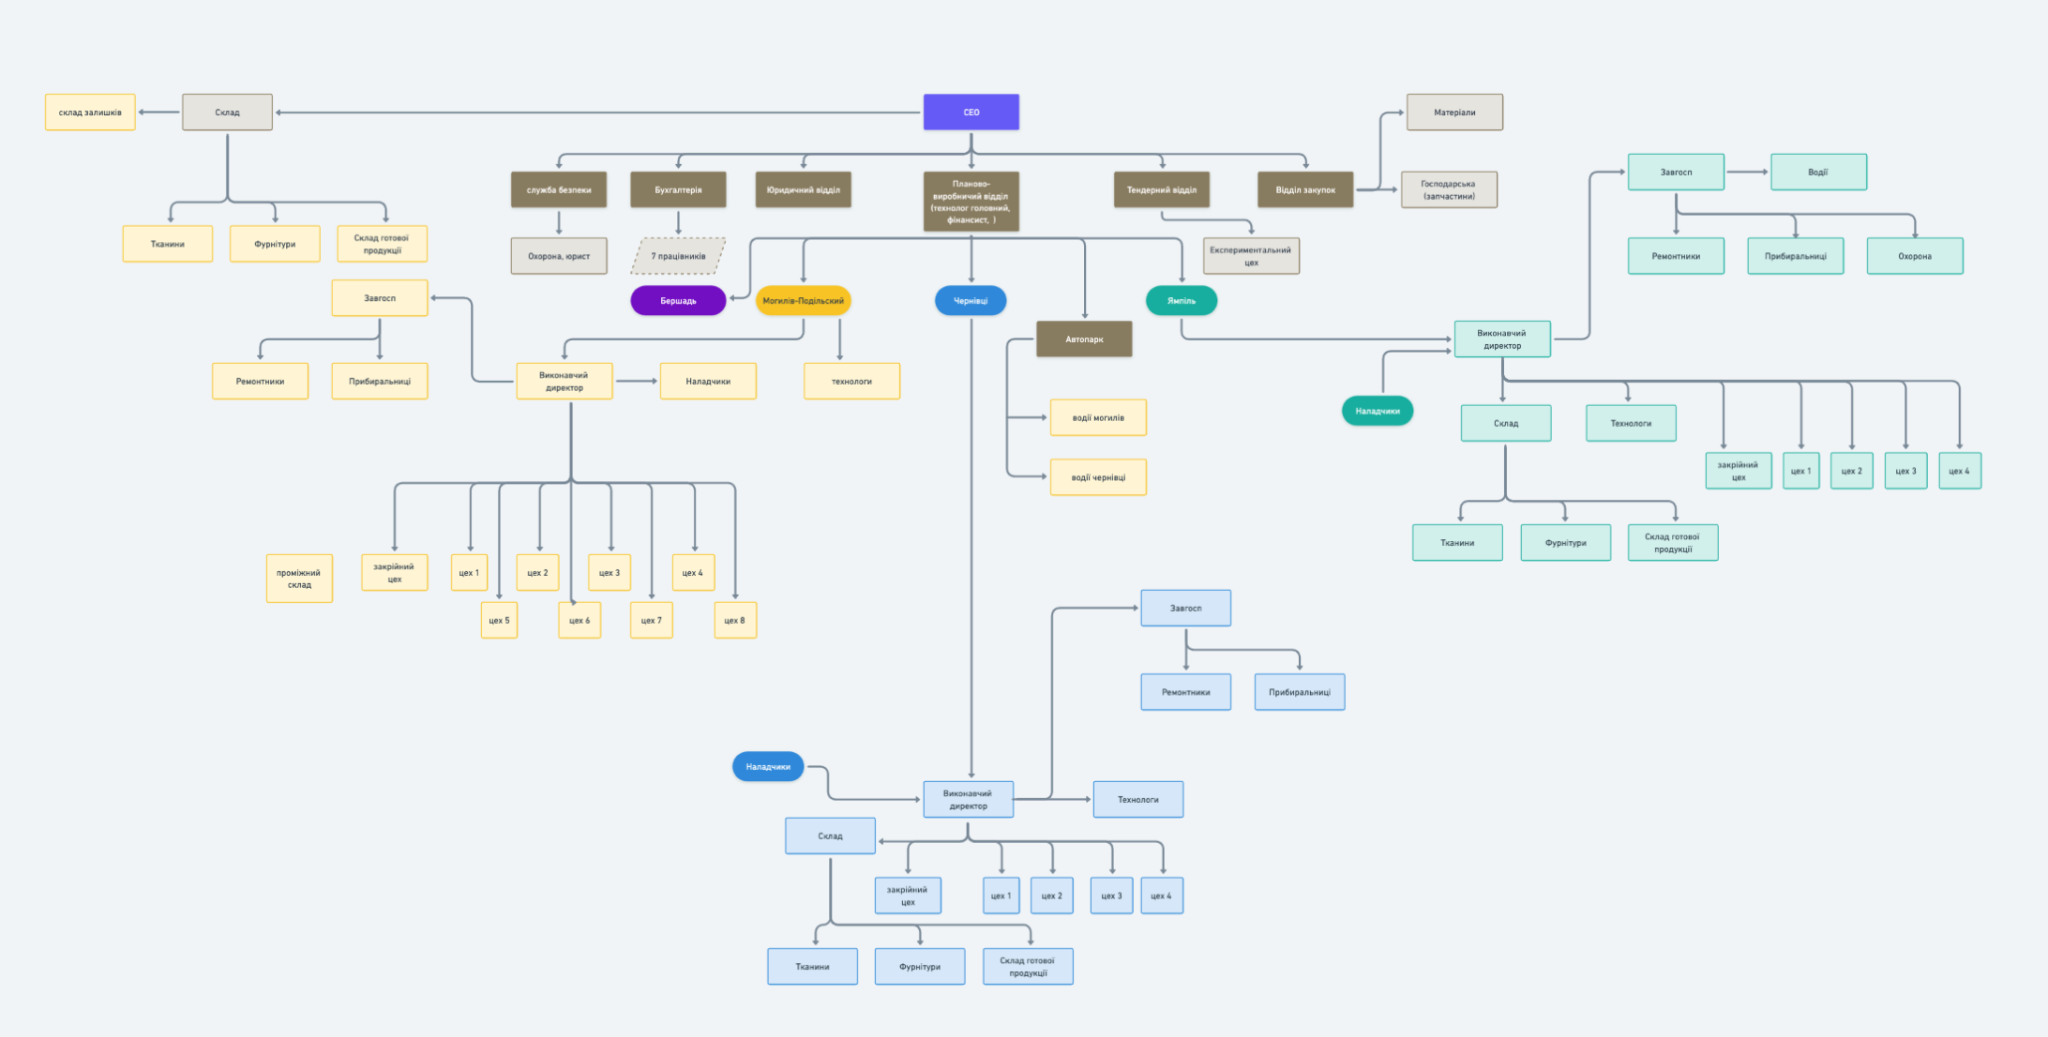 склад залишків
Склад
CEO
Матеріали
служба безпеки
Бухгалтерія
Юридичний відділ
Планово-
виробничий відділ
(технолог головний,
фінансист, )
Тендерний відділ
Відділ закупок
Господарська
(запчастини)
Завгосп
Водії
Тканини
Фурнітури
Склад готової
продукції
Охорона, юрист
7 працівників
Експериментальний
цех
Ремонтники
Прибиральниці
Охорона
Завгосп
Бершадь
Могилів-Подільский
Чернівці
Ямпіль
Автопарк
Виконавчий
директор
Ремонтники
Прибиральниці
Виконавчий
директор
Наладчики
технологи
Наладчики
водії могилів
Склад
Технологи
водії чернівці
закрійний
цех
цех 1
цех 2
цех 3
цех 4
Тканини
Фурнітури
Склад готової
продукції
проміжний
склад
закрійний
цех
цех 1
цех 2
цех 3
цех 4
цех 5
цех 6
цех 7
цех 8
Завгосп
Ремонтники
Прибиральниці
Наладчики
Виконавчий
директор
Технологи
Склад
закрійний
цех
цех 1
цех 2
цех 3
цех 4
Тканини
Фурнітури
Склад готової
продукції